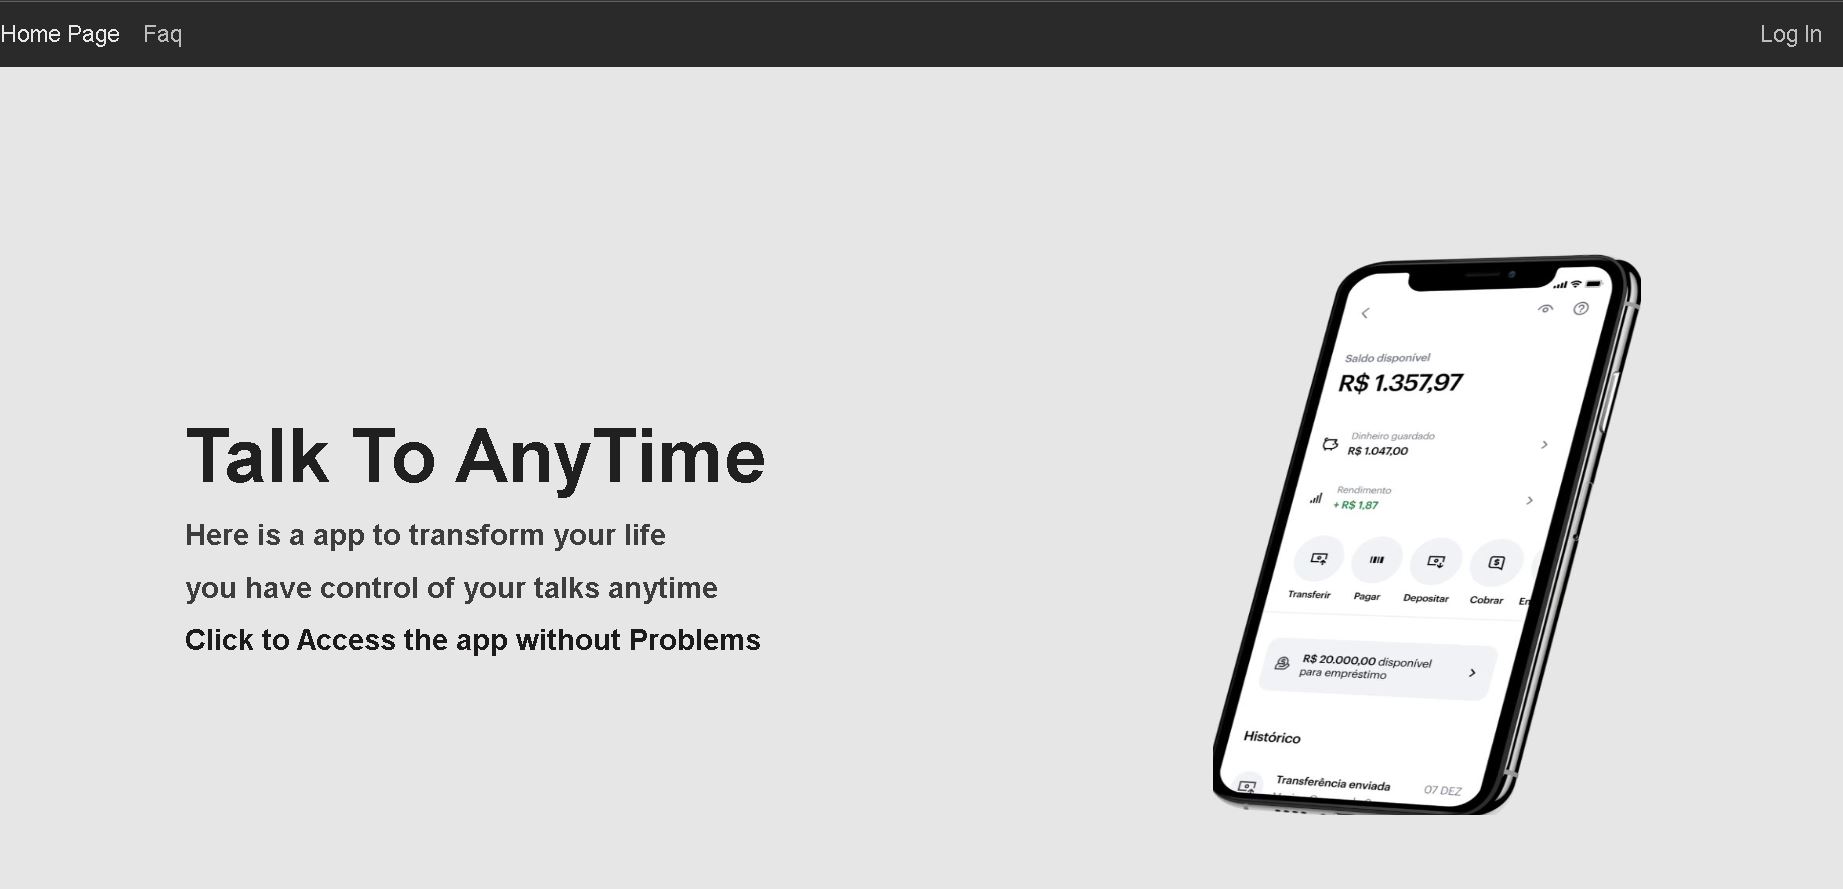 Home Page Faq Log In
Talk To AnyTime
Here is a app to transform your life
you have control of your talks anytime
Click to Access the app without Problems
Saldo disponível
R$ 1.357,97
Dinheiro guardado
R$ 1.047,00
Rendimento
+ R$ 1,87
Transferir Pagar Depositar Cobrar En
R$ 20.000,00 disponível
para empréstimo
Histórico
Transferência enviada 07 DEZ